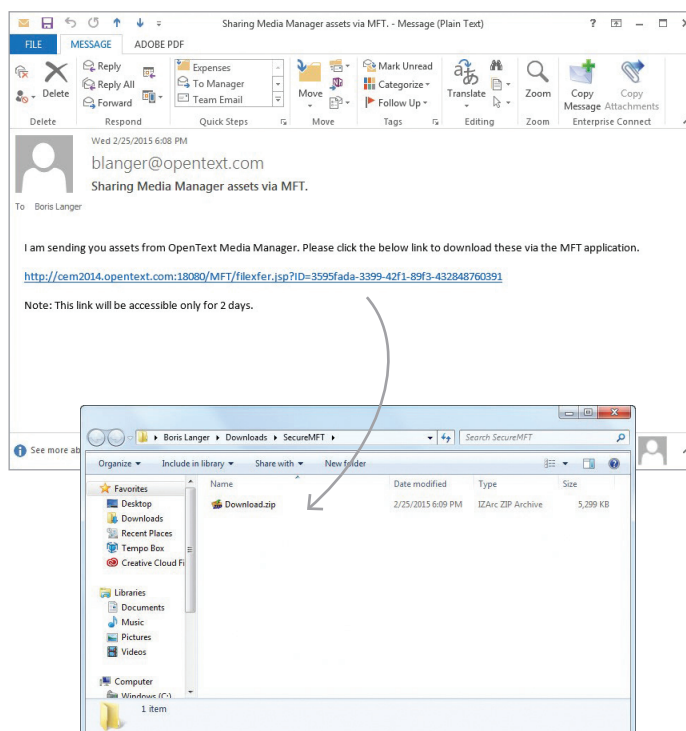 Sharing Media Manager assets via MFT. - Message (Plain Text)
FILE MESSAGE ADOBE PDF
Delete
Reply
Reply All
Forward
Expenses
To Manager
Team Email
Move
Mark Unread
Categorize
Follow Up
Translate
Zoom
Copy Message
Copy Attachments
Delete Respond Quick Steps Move Tags Editing Zoom Enterprise Connect
Wed 2/25/2015 6:08 PM
blanger@opentext.com
Sharing Media Manager assets via MFT.
To Boris Langer
I am sending you assets from OpenText Media Manager. Please click the below link to download these via the MFT application.
http://cem2014.opentext.com:18080/MFT/filexfer.jsp?ID=3595fada-3399-42f1-89f3-432848760391
Note: This link will be accessible only for 2 days.
See more ab
Boris Langer Downloads SecureMFT
Search SecureMFT
Organize Include in library Share with New folder
Name Date modified Type Size
Download.zip 2/25/2015 6:09 PM IZArc ZIP Archive 5,299 KB
Favorites
Desktop
Downloads
Recent Places
Tempo Box
Creative Cloud Fi
Libraries
Documents
Music
Pictures
Videos
Computer
Windows (C:)
1 item